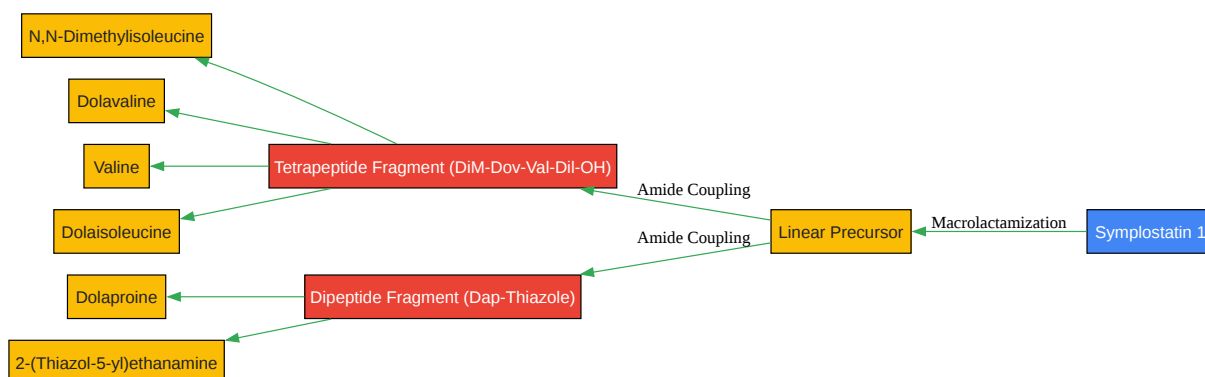 N,N-Dimethylisoleucine
Dolavaline
Valine
Dolaisoleucine
Dolaproine
2-(Thiazol-5-yl)ethanamine
Tetrapeptide Fragment (DiM-Dov-Val-Dil-OH)
Dipeptide Fragment (Dap-Thiazole)
Amide Coupling
Amide Coupling
Linear Precursor
Macrolactamization
Symplostatin 1